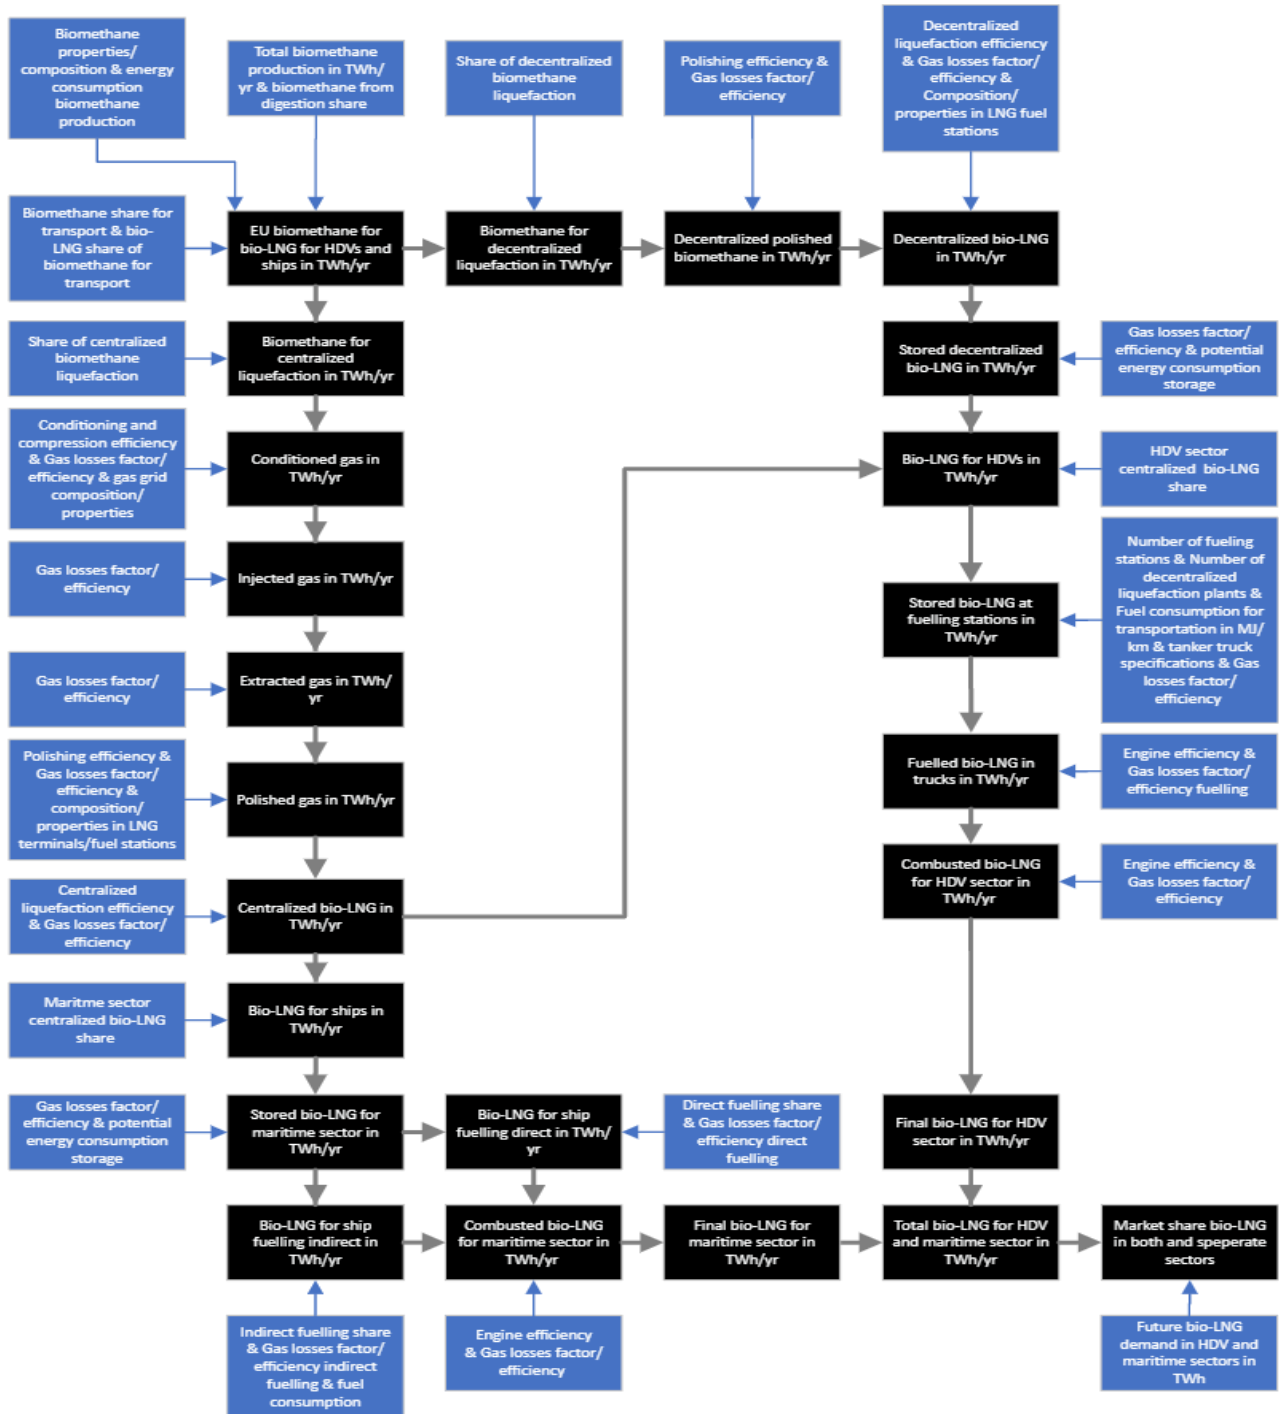 Biomethane
properties/
composition & energy
consumption
biomethane
production
Total biomethane
production in TWh/
yr & biomethane from
digestion share
Share of decentralized
biomethane
liquefaction
Polishing efficiency &
Gas losses factor/
efficiency
Decentralized
liquefaction efficiency
& Gas losses factor/
efficiency &
Composition/
properties in LNG fuel
stations
Biomethane share for
transport & bio-
LNG share of
biomethane for
transport
EU biomethane for
bio-LNG for HDVs and
ships in TWh/yr
Biomethane for
decentralized
liquefaction in TWh/yr
Decentralized polished
biomethane in TWh/yr
Decentralized bio-LNG
in TWh/yr
Share of centralized
biomethane
liquefaction
Biomethane for
centralized
liquefaction in TWh/yr
Stored decentralized
bio-LNG in TWh/yr
Gas losses factor/
efficiency & potential
energy consumption
storage
Conditioning and
compression efficiency
& Gas losses factor/
efficiency & gas grid
composition/
properties
Conditioned gas in
TWh/yr
Bio-LNG for HDVs in
TWh/yr
HDV sector
centralized bio-LNG
share
Gas losses factor/
efficiency
Injected gas in TWh/yr
Stored bio-LNG at
fuelling stations in
TWh/yr
Number of fueling
stations & Number of
decentralized
liquefaction plants &
Fuel consumption for
transportation in MJ/
km & tanker truck
specifications & Gas
losses factor/
efficiency
Gas losses factor/
efficiency
Extracted gas in TWh/
yr
Polishing efficiency &
Gas losses factor/
efficiency &
composition/
properties in LNG
terminals/fuel stations
Polished gas in TWh/yr
Fuelled bio-LNG in
trucks in TWh/yr
Engine efficiency &
Gas losses factor/
efficiency fuelling
Centralized
liquefaction efficiency
& Gas losses factor/
efficiency
Centralized bio-LNG in
TWh/yr
Combusted bio-LNG
for HDV sector in
TWh/yr
Engine efficiency &
Gas losses factor/
efficiency
Maritme sector
centralized bio-LNG
share
Bio-LNG for ships in
TWh/yr
Gas losses factor/
efficiency & potential
energy consumption
storage
Stored bio-LNG for
maritime sector in
TWh/yr
Bio-LNG for ship
fuelling direct in TWh/
yr
Direct fuelling share
& Gas losses factor/
efficiency direct
fuelling
Final bio-LNG for HDV
sector in TWh/yr
Bio-LNG for ship
fuelling indirect in
TWh/yr
Combusted bio-LNG
for maritime sector in
TWh/yr
Final bio-LNG for
maritime sector in
TWh/yr
Total bio-LNG for HDV
and maritime sector in
TWh/yr
Market share bio-LNG
in both and speperate
sectors
Indirect fuelling share
& Gas losses factor/
efficiency indirect
fuelling & fuel
consumption
Engine efficiency
& Gas losses factor/
efficiency
Future bio-LNG
demand in HDV and
maritime sectors in
TWh